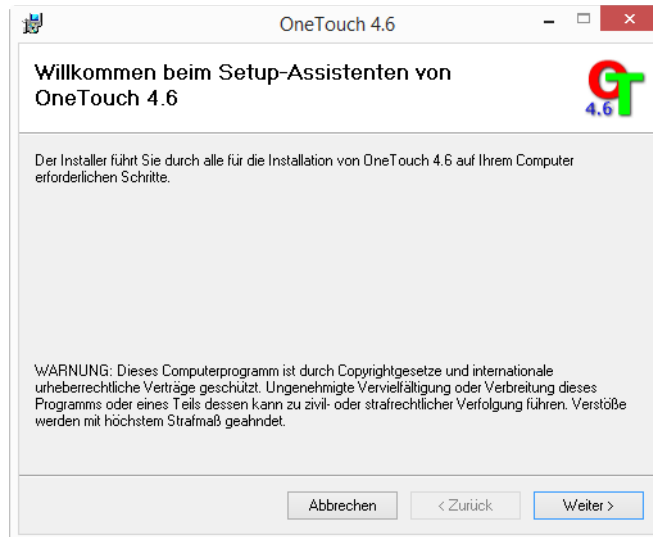 OneTouch 4.6
Willkommen beim Setup-Assistenten von
OneTouch 4.6
OT
4.6
Der Installer führt Sie durch alle für die Installation von OneTouch 4.6 auf Ihrem Computer
erforderlichen Schritte.
WARNUNG: Dieses Computerprogramm ist durch Copyrightgesetze und internationale
urheberrechtliche Verträge geschützt. Ungenehmigte Vervielfältigung oder Verbreitung dieses
Programms oder eines Teils dessen kann zu zivil- oder strafrechtlicher Verfolgung führen. Verstöße
werden mit höchstem Strafmaß geahndet.
Abbrechen
< Zurück
Weiter >